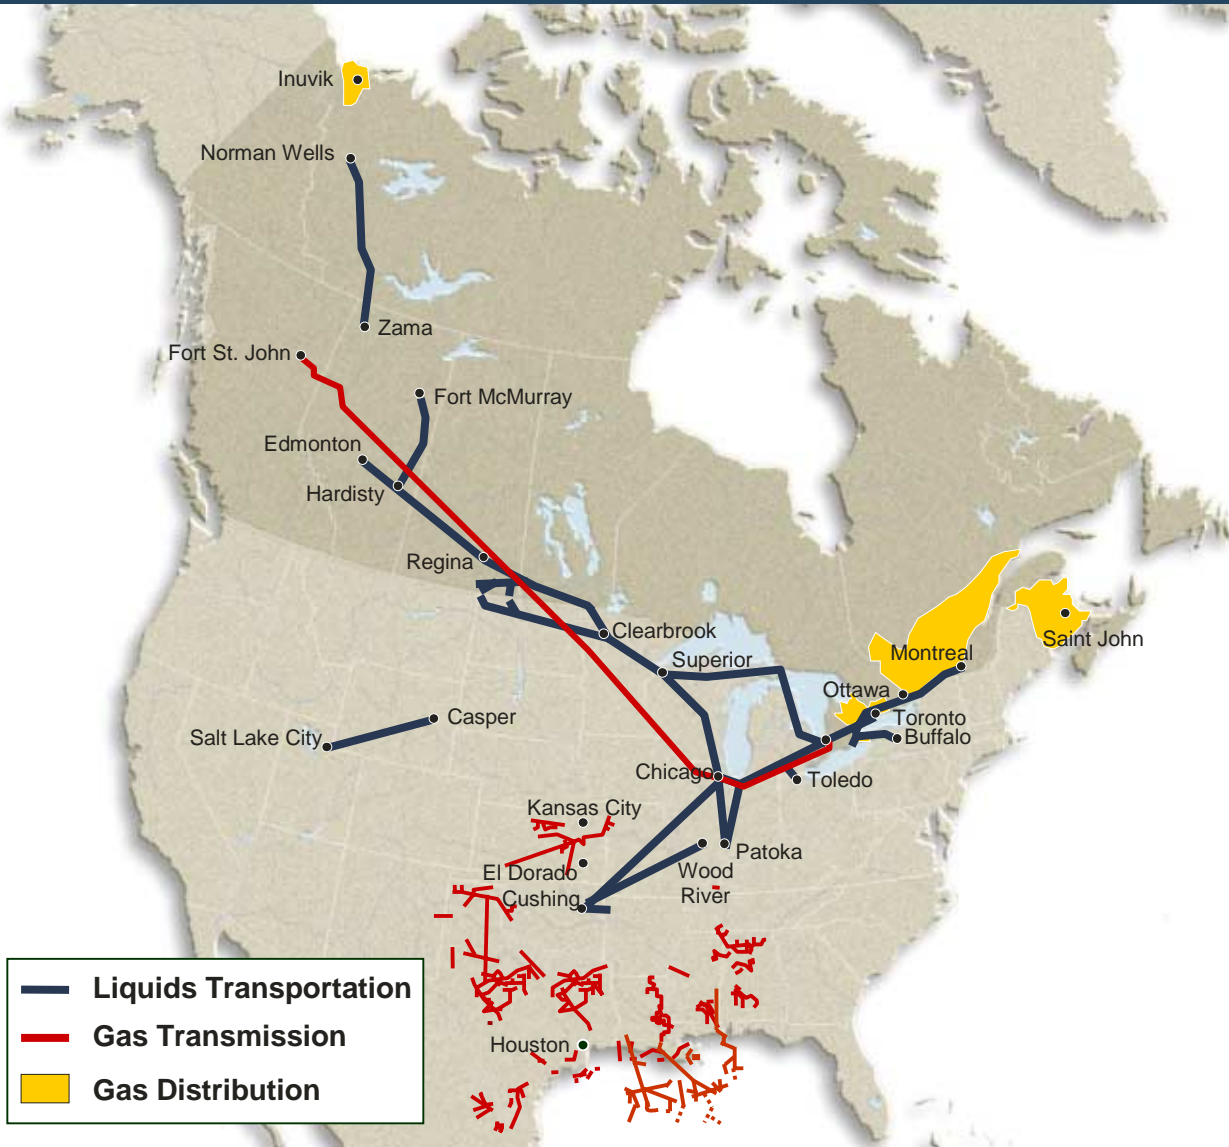 Inuvik
Norman Wells
Zama
Fort St. John
Fort McMurray
Edmonton
Hardisty
Regina
Clearbrook
Saint John
Superior
Montreal
Ottawa
Toronto
Buffalo
Casper
Salt Lake City
Chicago
Toledo
Kansas City
Patoka
El Dorado
Wood
River
Cushing
Houston
Liquids Transportation
Gas Transmission
Gas Distribution